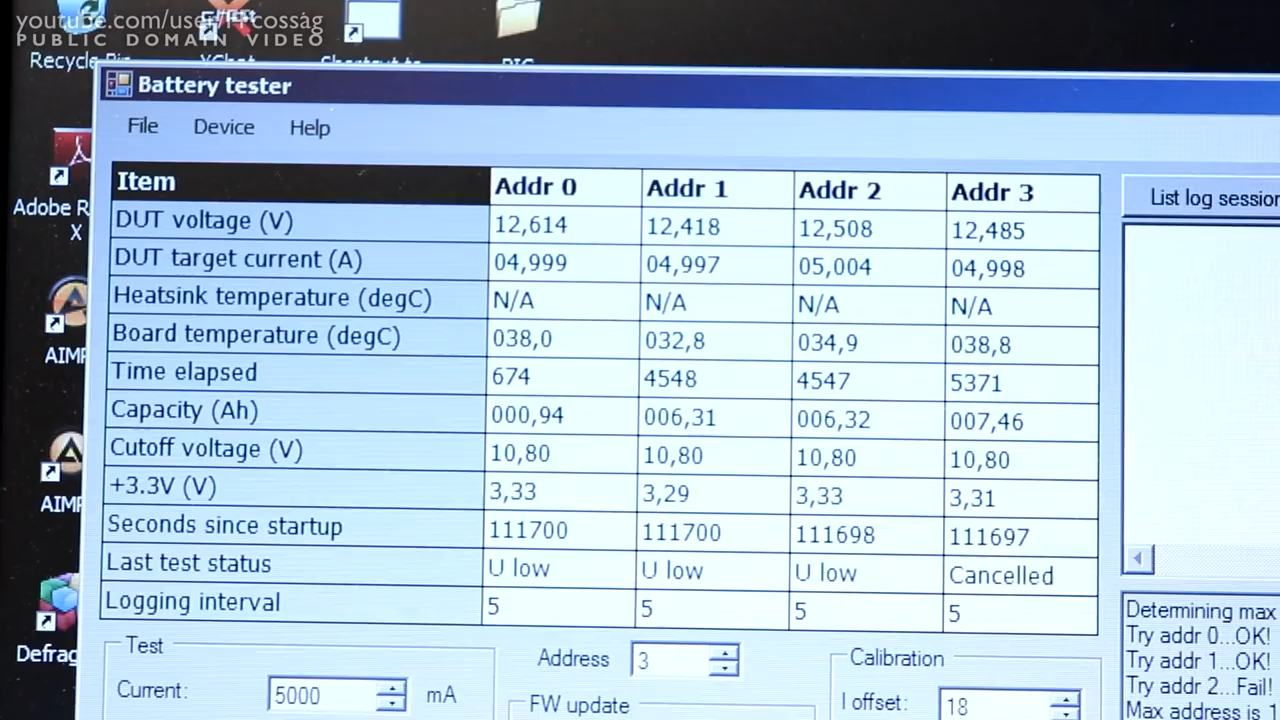 youtube.com/user/FFcossag
PUBLIC DOMAIN VIDEO
Recycle Bin
XChat
Shortcut to
Battery tester
File Device Help
Item Addr 0 Addr 1 Addr 2 Addr 3
DUT voltage (V) 12,614 12,418 12,508 12,485
DUT target current (A) 04,999 04,997 05,004 04,998
Heatsink temperature (degC) N/A N/A N/A N/A
Board temperature (degC) 038,0 032,8 034,9 038,8
Time elapsed 674 4548 4547 5371
Capacity (Ah) 000,94 006,31 006,32 007,46
Cutoff voltage (V) 10,80 10,80 10,80 10,80
+3.3V (V) 3,33 3,29 3,33 3,31
Seconds since startup 111700 111700 111698 111697
Last test status U low U low U low Cancelled
Logging interval 5 5 5 5
List log session
Adobe R
X
AIMP
AIMP
Defrag
Test
Current: 5000 mA
Address 3
FW update
Calibration
I offset: 18
Determining max
Try addr 0...OK!
Try addr 1...OK!
Try addr 2...Fail!
Max address is 1